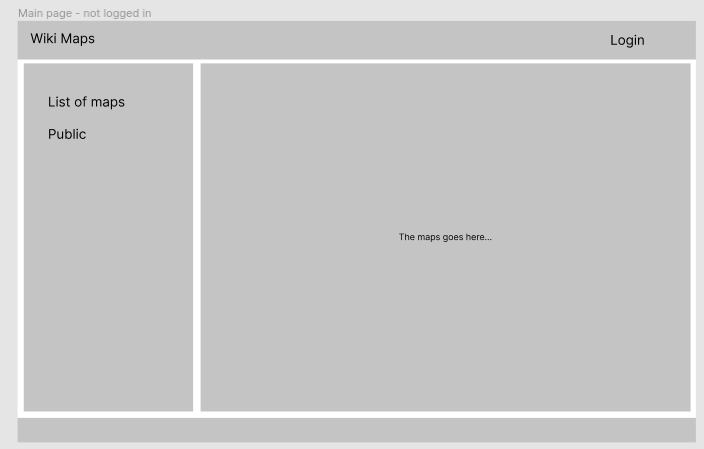 Main page - not logged in
Wiki Maps
Login
List of maps
Public
The maps goes here...